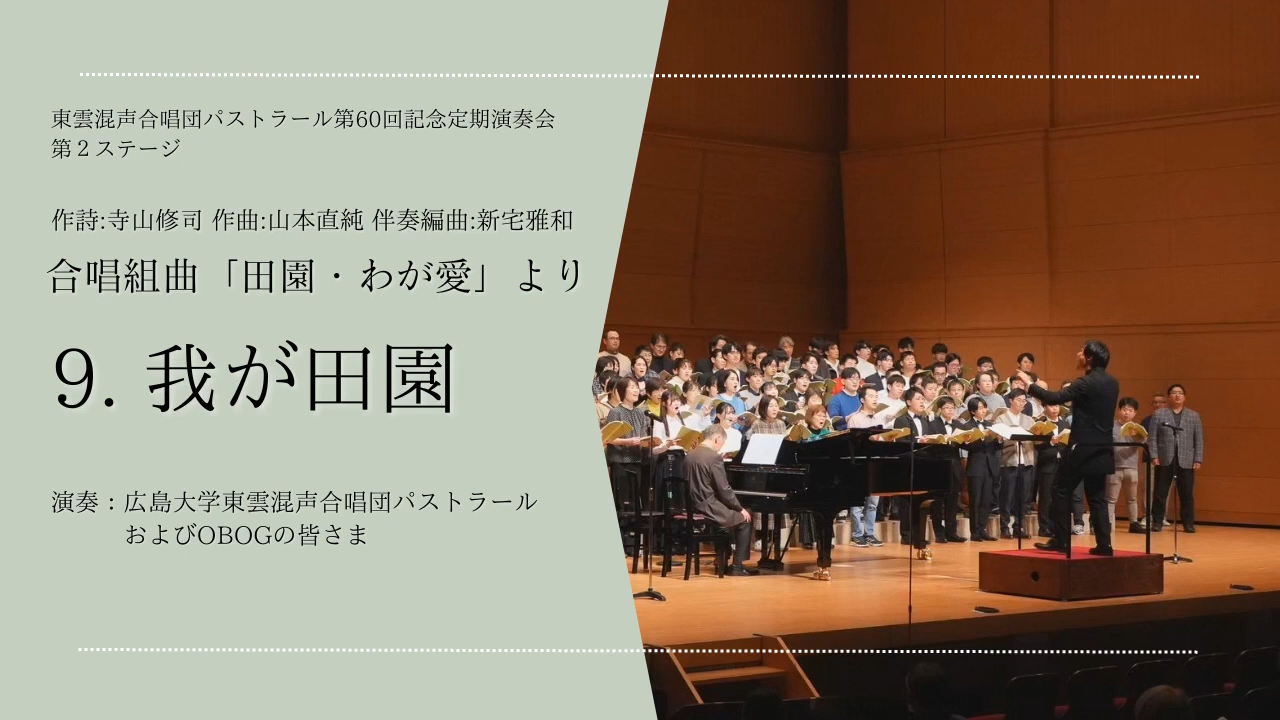 東雲混声合唱団パストラール第60回記念定期演奏会
第２ステージ
作詩:寺山修司 作曲:山本直純 伴奏編曲:新宅雅和
合唱組曲「田園・わが愛」より
9. 我が田園
演奏：広島大学東雲混声合唱団パストラール
およびOBOGの皆さま